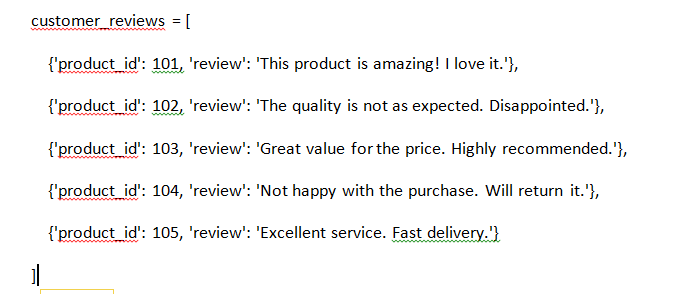 customer_reviews = [
{'product_id': 101, 'review': 'This product is amazing! I love it.'},
{'product_id': 102, 'review': 'The quality is not as expected. Disappointed.'},
{'product_id': 103, 'review': 'Great value for the price. Highly recommended.'},
{'product_id': 104, 'review': 'Not happy with the purchase. Will return it.'},
{'product_id': 105, 'review': 'Excellent service. Fast delivery.'}
]